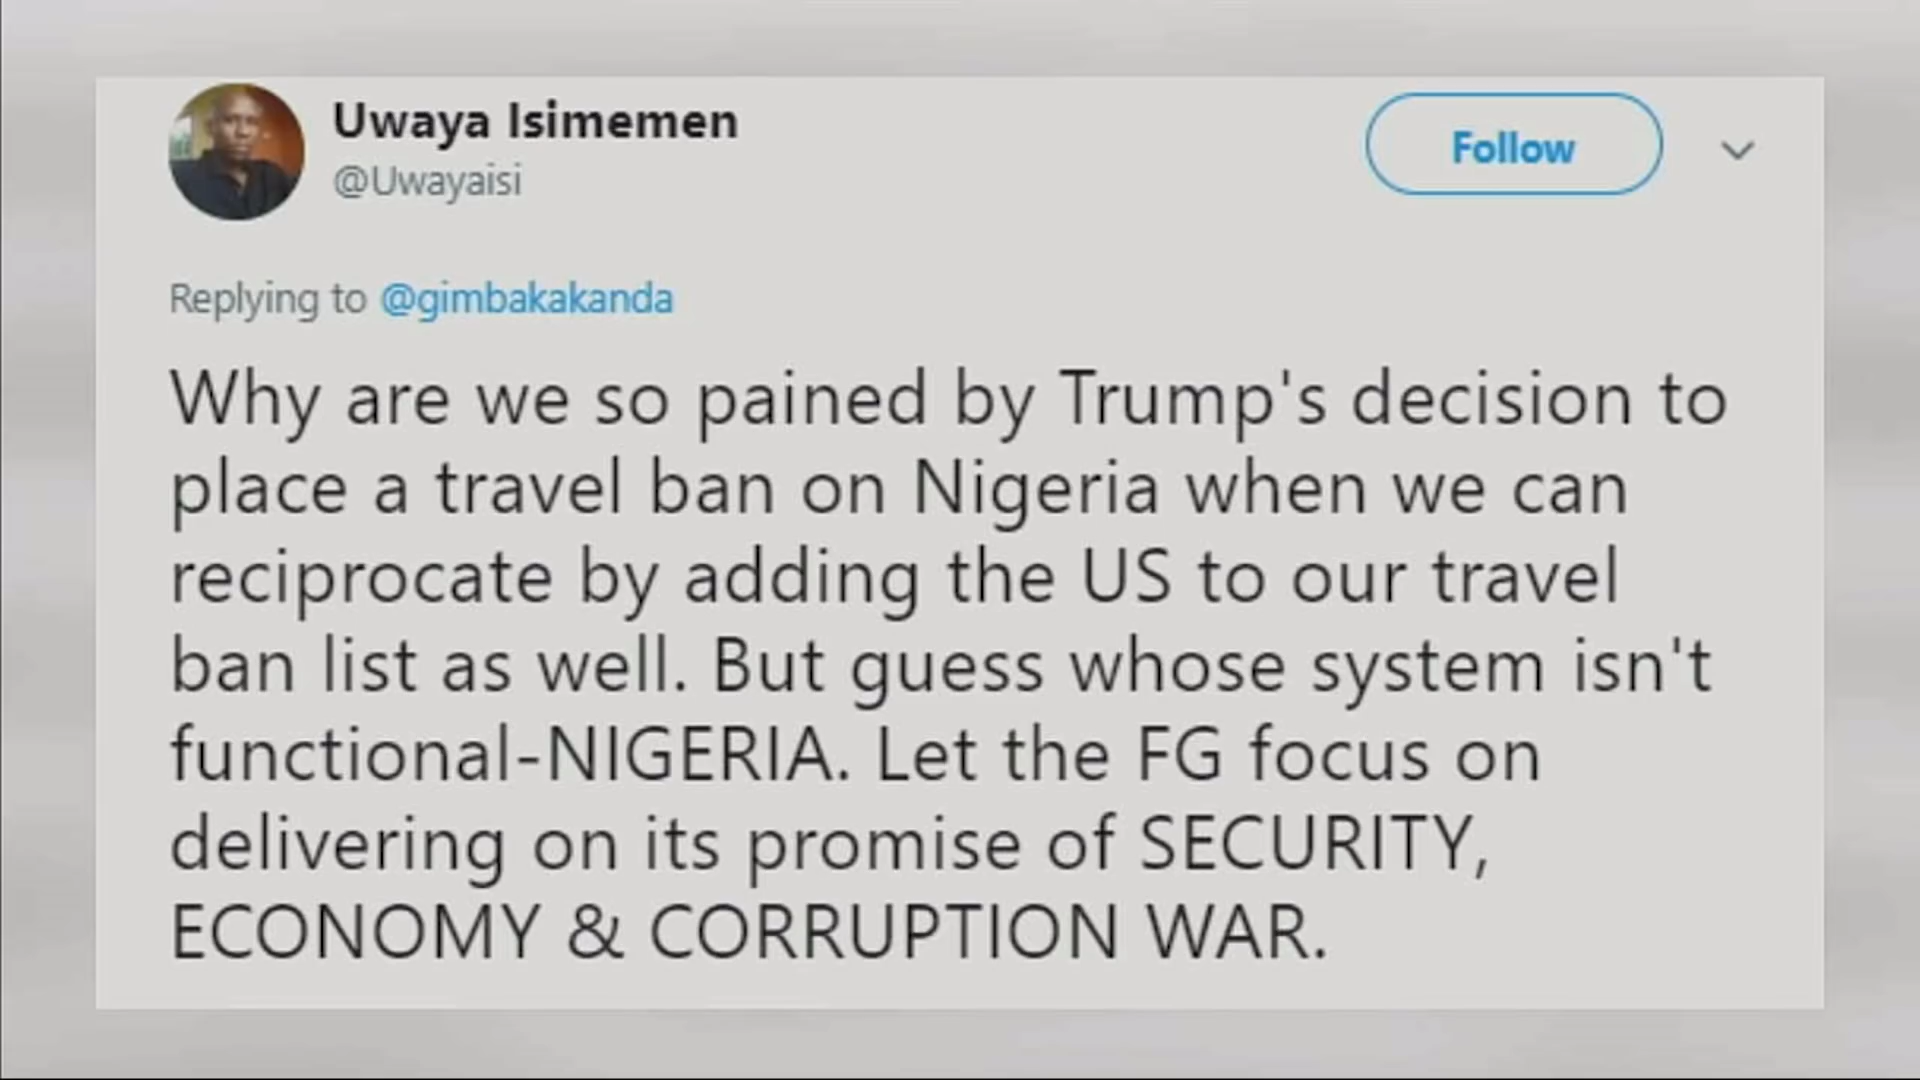 Uwaya Isimemen
@Uwayaisi
Follow
Replying to @gimbakakanda
Why are we so pained by Trump's decision to
place a travel ban on Nigeria when we can
reciprocate by adding the US to our travel
ban list as well. But guess whose system isn't
functional-NIGERIA. Let the FG focus on
delivering on its promise of SECURITY,
ECONOMY & CORRUPTION WAR.